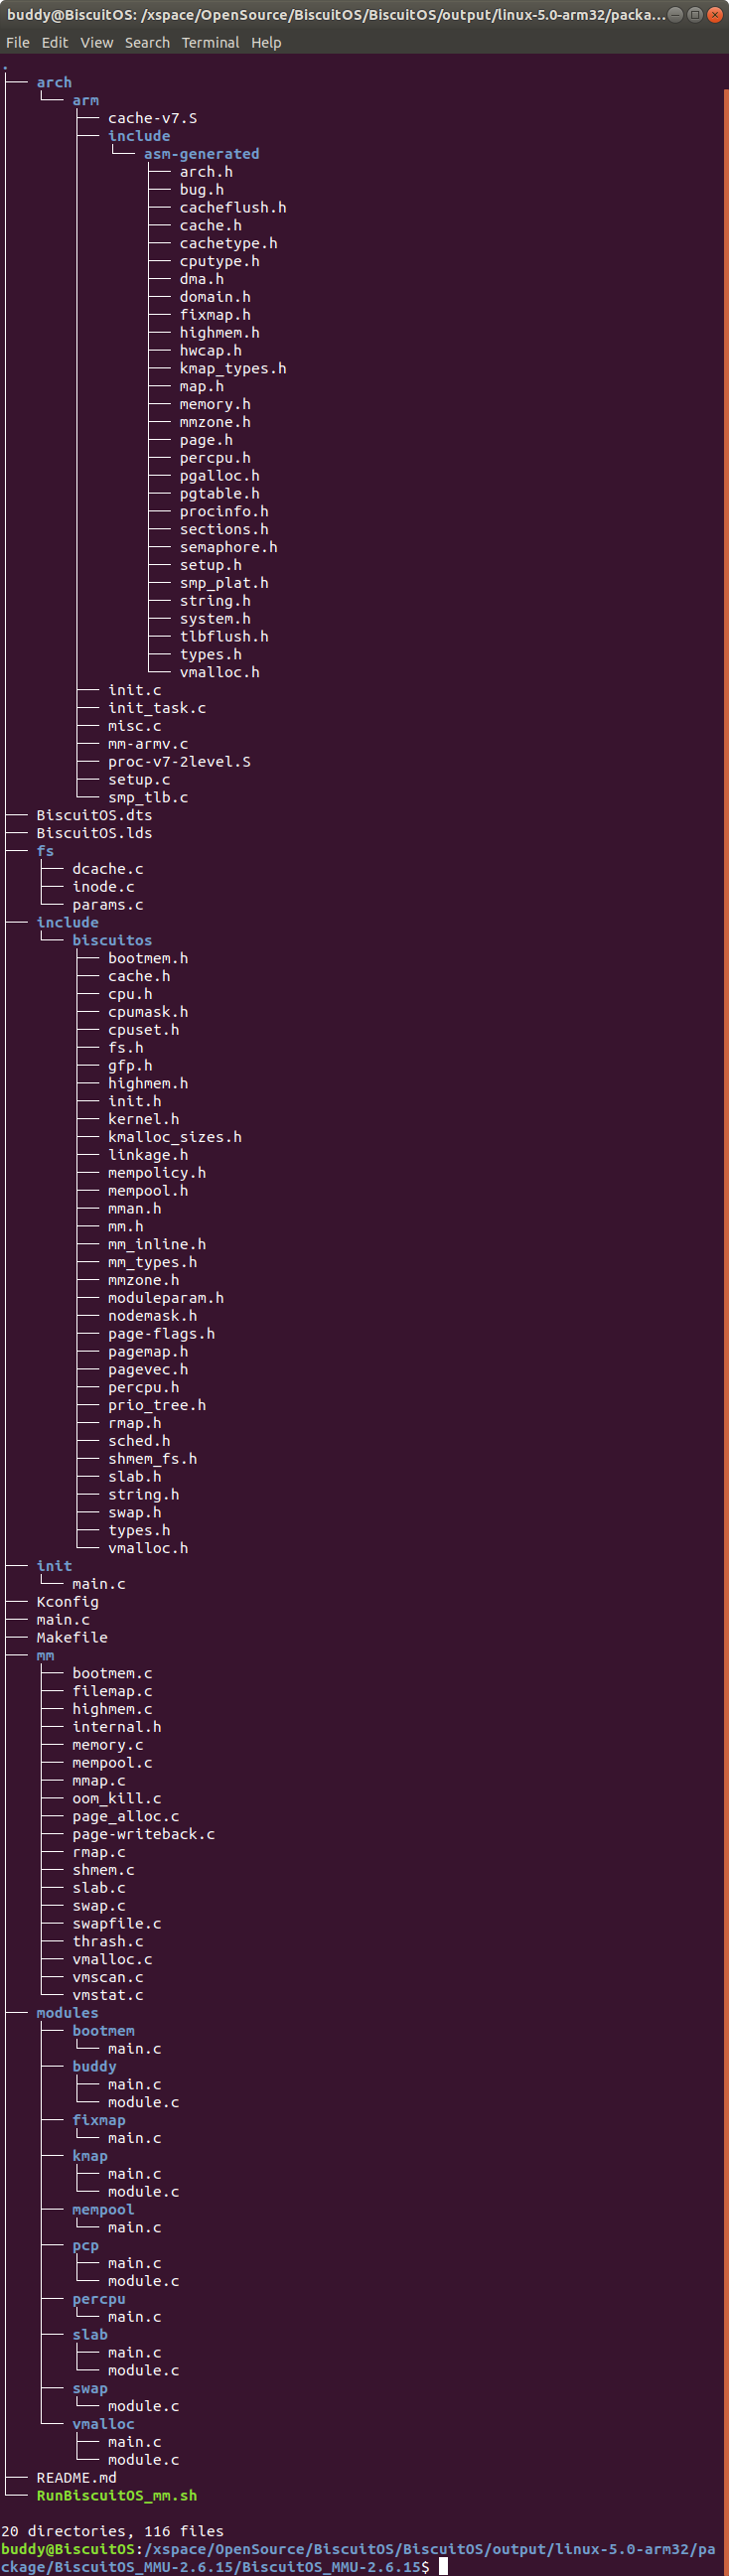 buddy@BiscuitOS: /xspace/OpenSource/BiscuitOS/BiscuitOS/output/linux-5.0-arm32/packa...
File Edit View Search Terminal Help
.
├── arch
│   └── arm
│       ├── cache-v7.S
│       ├── include
│       │   └── asm-generated
│       │       ├── arch.h
│       │       ├── bug.h
│       │       ├── cacheflush.h
│       │       ├── cache.h
│       │       ├── cachetype.h
│       │       ├── cputype.h
│       │       ├── dma.h
│       │       ├── domain.h
│       │       ├── fixmap.h
│       │       ├── highmem.h
│       │       ├── hwcap.h
│       │       ├── kmap_types.h
│       │       ├── map.h
│       │       ├── memory.h
│       │       ├── mmzone.h
│       │       ├── page.h
│       │       ├── percpu.h
│       │       ├── pgalloc.h
│       │       ├── pgtable.h
│       │       ├── procinfo.h
│       │       ├── sections.h
│       │       ├── semaphore.h
│       │       ├── setup.h
│       │       ├── smp_plat.h
│       │       ├── string.h
│       │       ├── system.h
│       │       ├── tlbflush.h
│       │       ├── types.h
│       │       └── vmalloc.h
│       ├── init.c
│       ├── init_task.c
│       ├── misc.c
│       ├── mm-armv.c
│       ├── proc-v7-2level.S
│       ├── setup.c
│       └── smp_tlb.c
├── BiscuitOS.dts
├── BiscuitOS.lds
├── fs
│   ├── dcache.c
│   ├── inode.c
│   └── params.c
├── include
│   └── biscuitos
│       ├── bootmem.h
│       ├── cache.h
│       ├── cpu.h
│       ├── cpumask.h
│       ├── cpuset.h
│       ├── fs.h
│       ├── gfp.h
│       ├── highmem.h
│       ├── init.h
│       ├── kernel.h
│       ├── kmalloc_sizes.h
│       ├── linkage.h
│       ├── mempolicy.h
│       ├── mempool.h
│       ├── mman.h
│       ├── mm.h
│       ├── mm_inline.h
│       ├── mm_types.h
│       ├── mmzone.h
│       ├── moduleparam.h
│       ├── nodemask.h
│       ├── page-flags.h
│       ├── pagemap.h
│       ├── pagevec.h
│       ├── percpu.h
│       ├── prio_tree.h
│       ├── rmap.h
│       ├── sched.h
│       ├── shmem_fs.h
│       ├── slab.h
│       ├── string.h
│       ├── swap.h
│       ├── types.h
│       └── vmalloc.h
├── init
│   └── main.c
├── Kconfig
├── main.c
├── Makefile
├── mm
│   ├── bootmem.c
│   ├── filemap.c
│   ├── highmem.c
│   ├── internal.h
│   ├── memory.c
│   ├── mempool.c
│   ├── mmap.c
│   ├── oom_kill.c
│   ├── page_alloc.c
│   ├── page-writeback.c
│   ├── rmap.c
│   ├── shmem.c
│   ├── slab.c
│   ├── swap.c
│   ├── swapfile.c
│   ├── thrash.c
│   ├── vmalloc.c
│   ├── vmscan.c
│   └── vmstat.c
├── modules
│   ├── bootmem
│   │   └── main.c
│   ├── buddy
│   │   ├── main.c
│   │   └── module.c
│   ├── fixmap
│   │   └── main.c
│   ├── kmap
│   │   ├── main.c
│   │   └── module.c
│   ├── mempool
│   │   └── main.c
│   ├── pcp
│   │   ├── main.c
│   │   └── module.c
│   ├── percpu
│   │   └── main.c
│   ├── slab
│   │   ├── main.c
│   │   └── module.c
│   ├── swap
│   │   └── module.c
│   └── vmalloc
│       ├── main.c
│       └── module.c
├── README.md
└── RunBiscuitOS_mm.sh
20 directories, 116 files
buddy@BiscuitOS:/xspace/OpenSource/BiscuitOS/BiscuitOS/output/linux-5.0-arm32/pa
ckage/BiscuitOS_MMU-2.6.15/BiscuitOS_MMU-2.6.15$